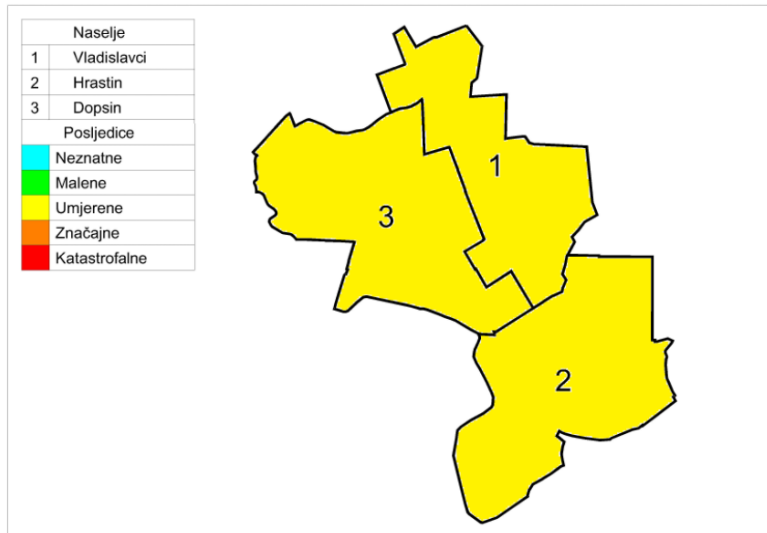 Naselje
1 Vladislavci
2 Hrastin
3 Dopsin
Posljedice
Neznatne
Malene
Umjerene
Značajne
Katastrofalne
1
3
2